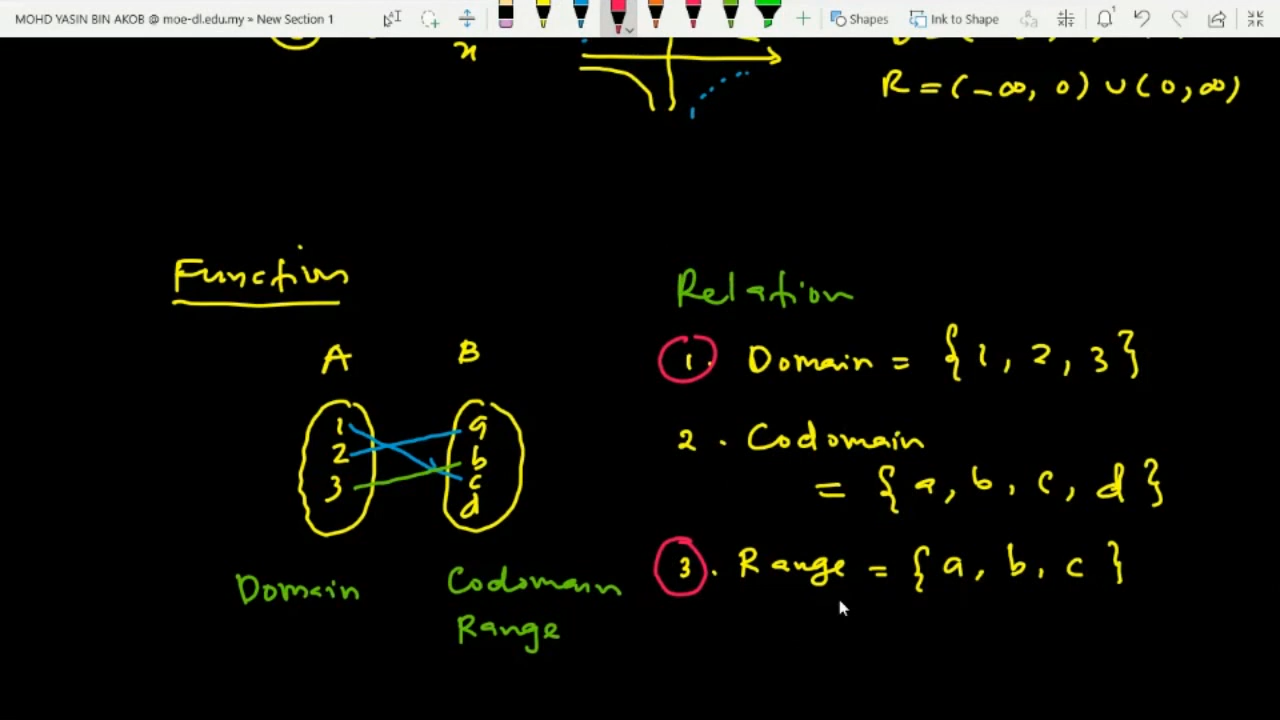 MOHD YASIN BIN AKOB @ moe-dl.edu.my » New Section 1
Shapes
Ink to Shape
x
R = (-∞, 0) ∪ (0, ∞)
Function
A B
1
2
3
a
b
c
d
Domain
Codomain
Range
Relation
1. Domain = {1, 2, 3}
2. Codomain
= {a, b, c, d}
3. Range = {a, b, c}